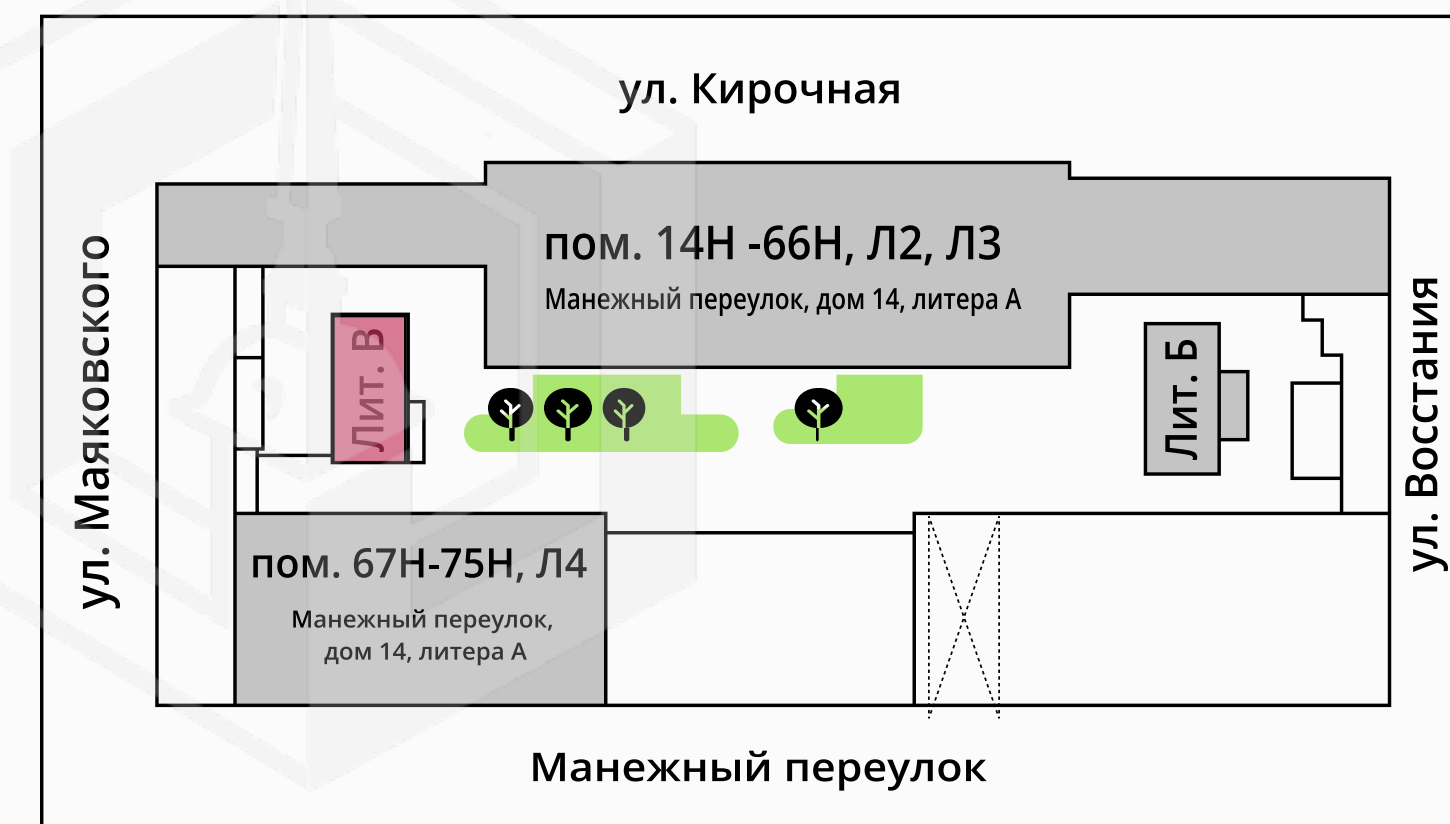 ул. Кирочная
пом. 14Н -66Н, Л2, Л3
Манежный переулок, дом 14, литера А
ул. Маяковского
Лит. В
Лит. Б
ул. Восстания
пом. 67Н-75Н, Л4
Манежный переулок,
дом 14, литера А
Манежный переулок